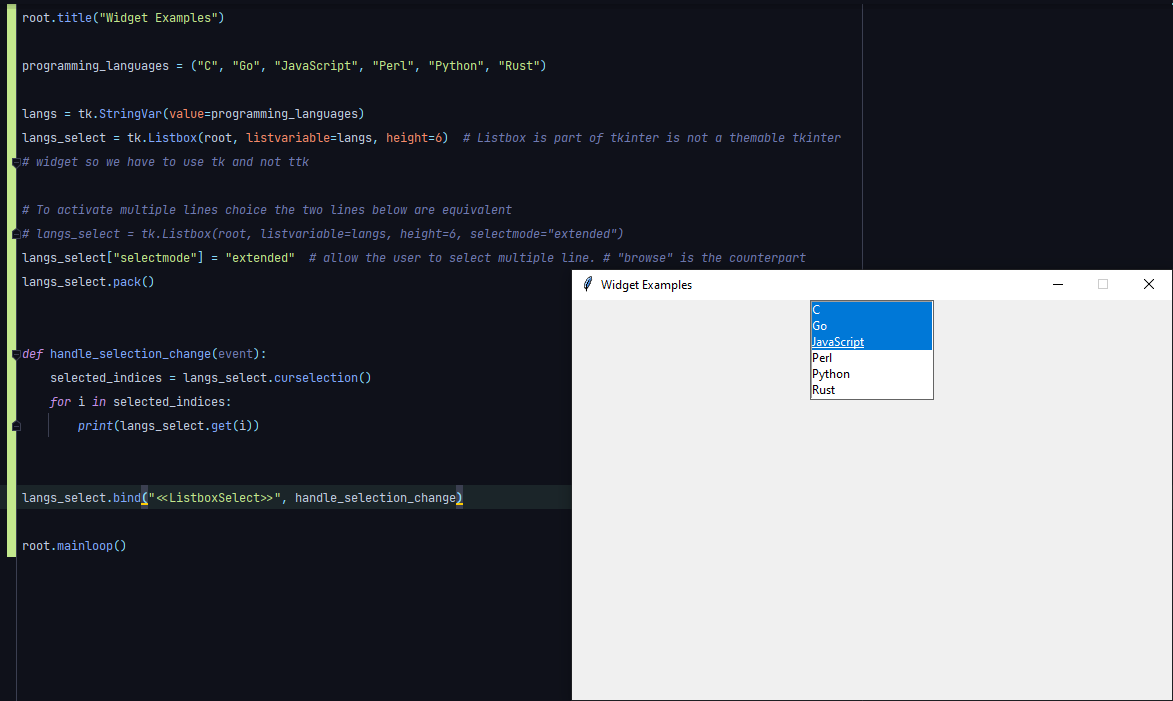 root.title("Widget Examples")
programming_languages = ("C", "Go", "JavaScript", "Perl", "Python", "Rust")
langs = tk.StringVar(value=programming_languages)
langs_select = tk.Listbox(root, listvariable=langs, height=6)  # Listbox is part of tkinter is not a themable tkinter
# widget so we have to use tk and not ttk
# To activate multiple lines choice the two lines below are equivalent
# langs_select = tk.Listbox(root, listvariable=langs, height=6, selectmode="extended")
langs_select["selectmode"] = "extended"  # allow the user to select multiple line. # "browse" is the counterpart
langs_select.pack()
def handle_selection_change(event):
    selected_indices = langs_select.curselection()
    for i in selected_indices:
        print(langs_select.get(i))
langs_select.bind("<<ListboxSelect>>", handle_selection_change)
root.mainloop()
Widget Examples
C
Go
JavaScript
Perl
Python
Rust